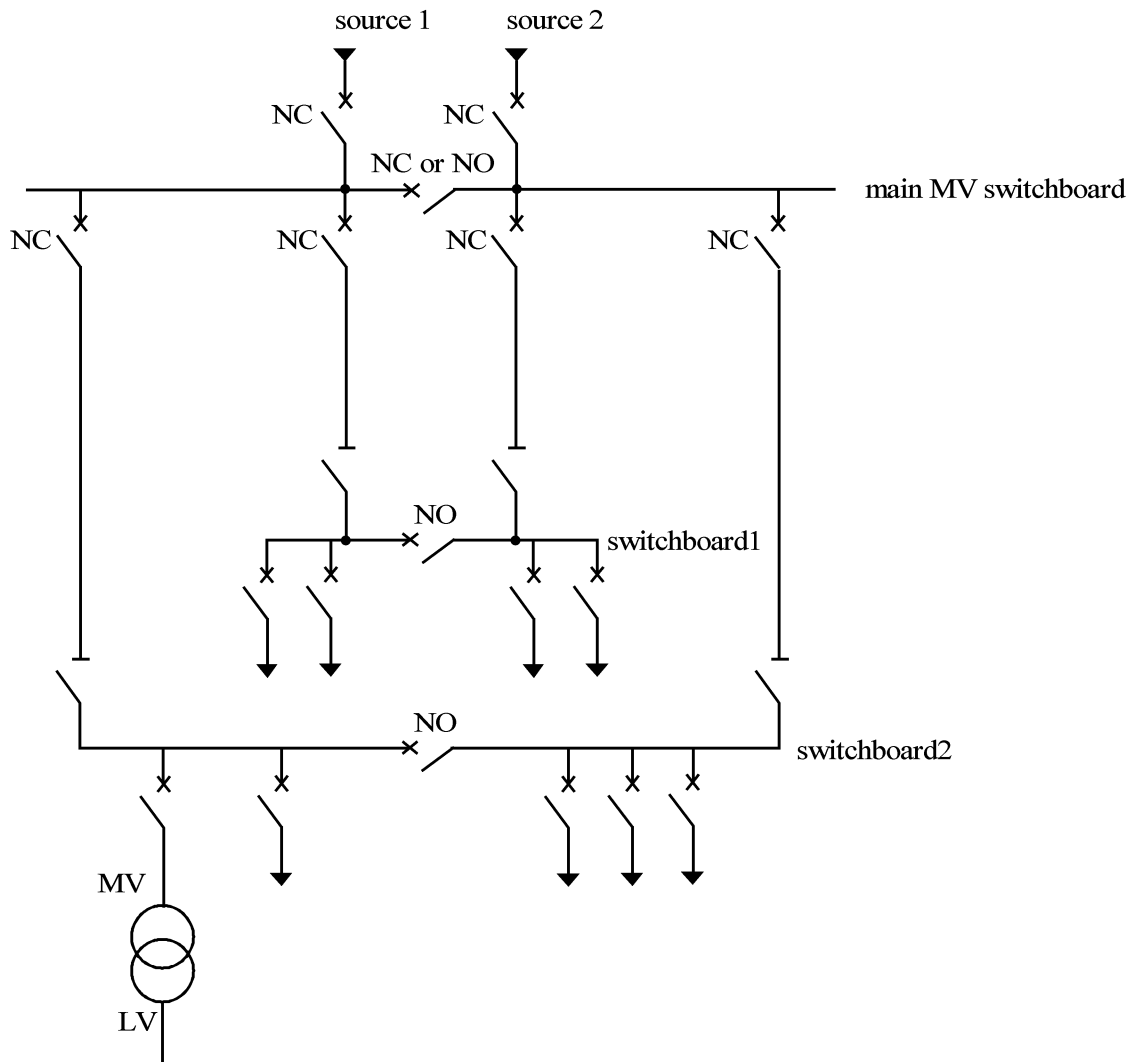 source 1 source 2
NC NC
NC or NO
main MV switchboard
NC NC NC NC
NO
switchboard1
NO
switchboard2
MV
LV